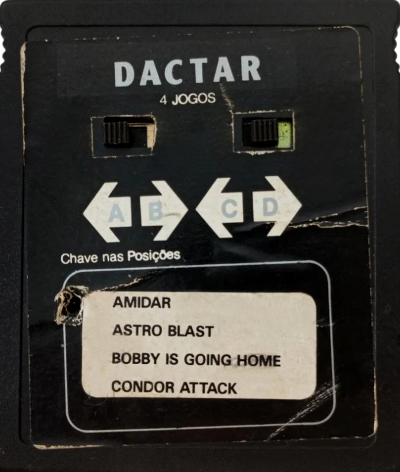 DACTAR
4 JOGOS
A B C D
Chave nas Posições
AMIDAR
ASTRO BLAST
BOBBY IS GOING HOME
CONDOR ATTACK